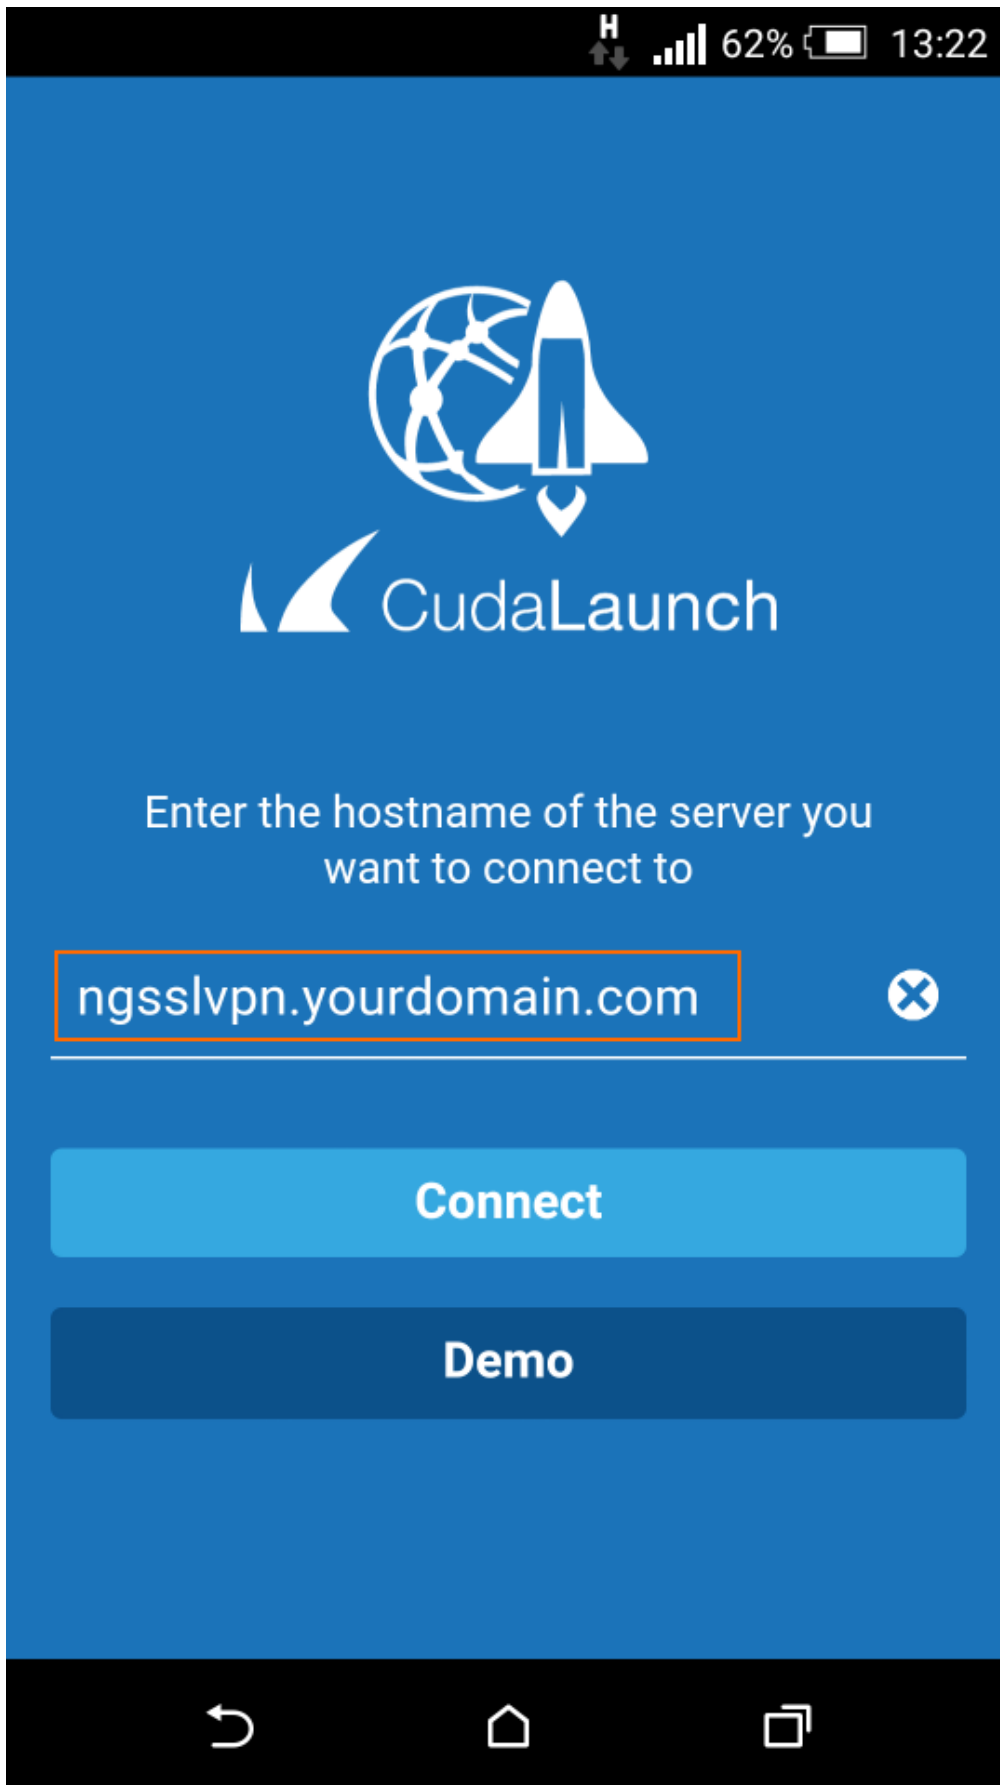 H 62% 13:22
CudaLaunch
Enter the hostname of the server you
want to connect to
ngsslvpn.yourdomain.com
Connect
Demo